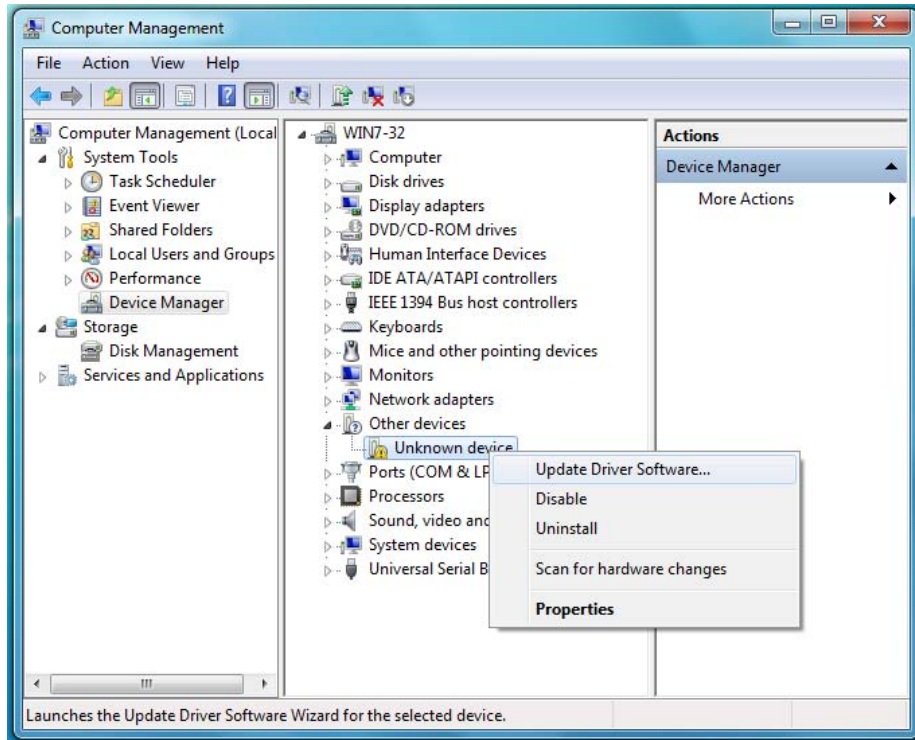 Computer Management
File Action View Help
Computer Management (Local
System Tools
Task Scheduler
Event Viewer
Shared Folders
Local Users and Groups
Performance
Device Manager
Storage
Disk Management
Services and Applications
WIN7-32
Computer
Disk drives
Display adapters
DVD/CD-ROM drives
Human Interface Devices
IDE ATA/ATAPI controllers
IEEE 1394 Bus host controllers
Keyboards
Mice and other pointing devices
Monitors
Network adapters
Other devices
Unknown device
Ports (COM & LP
Processors
Sound, video and
System devices
Universal Serial B
Update Driver Software...
Disable
Uninstall
Scan for hardware changes
Properties
Actions
Device Manager
More Actions
Launches the Update Driver Software Wizard for the selected device.